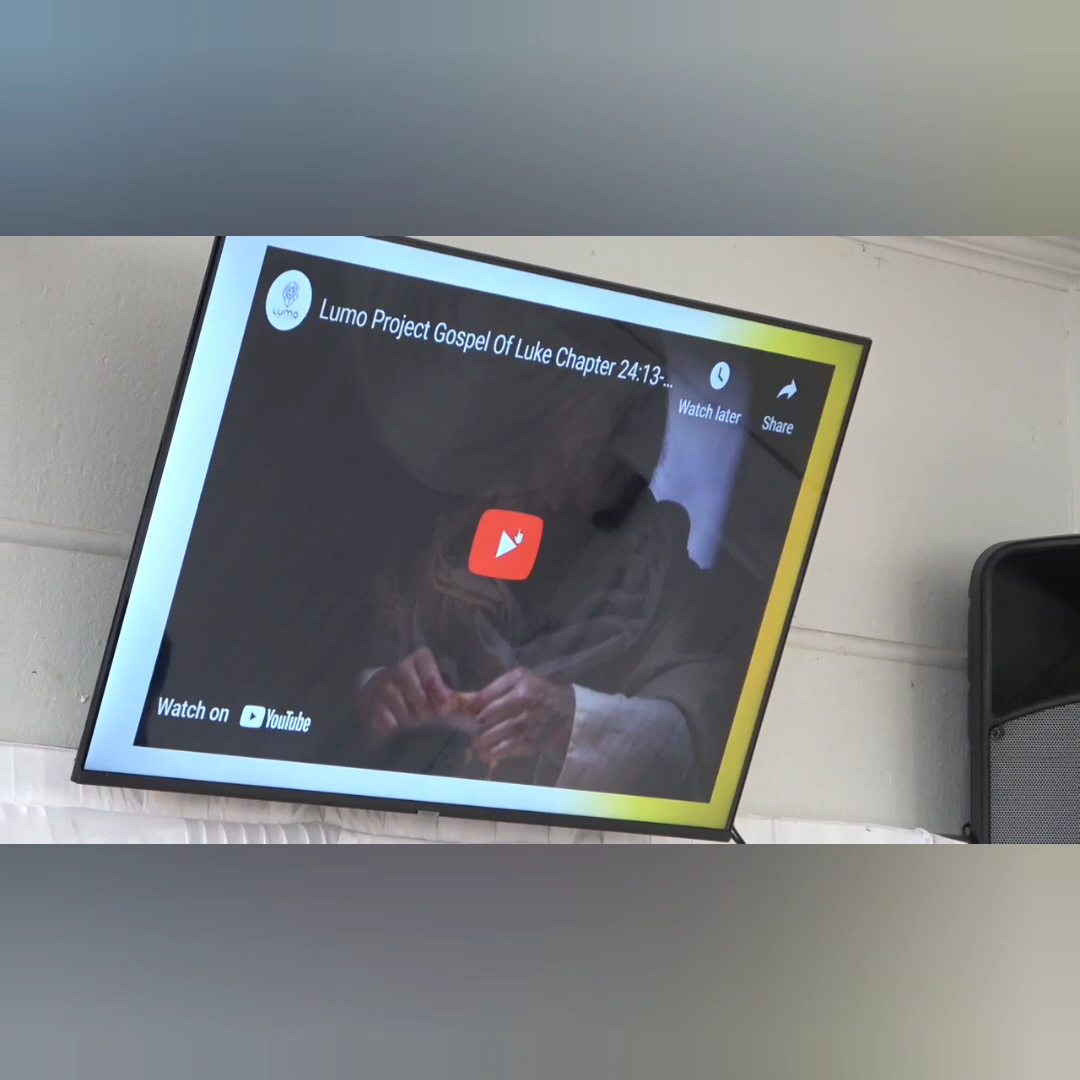 LUMO
Lumo Project Gospel Of Luke Chapter 24:13-...
Watch later
Share
Watch on YouTube